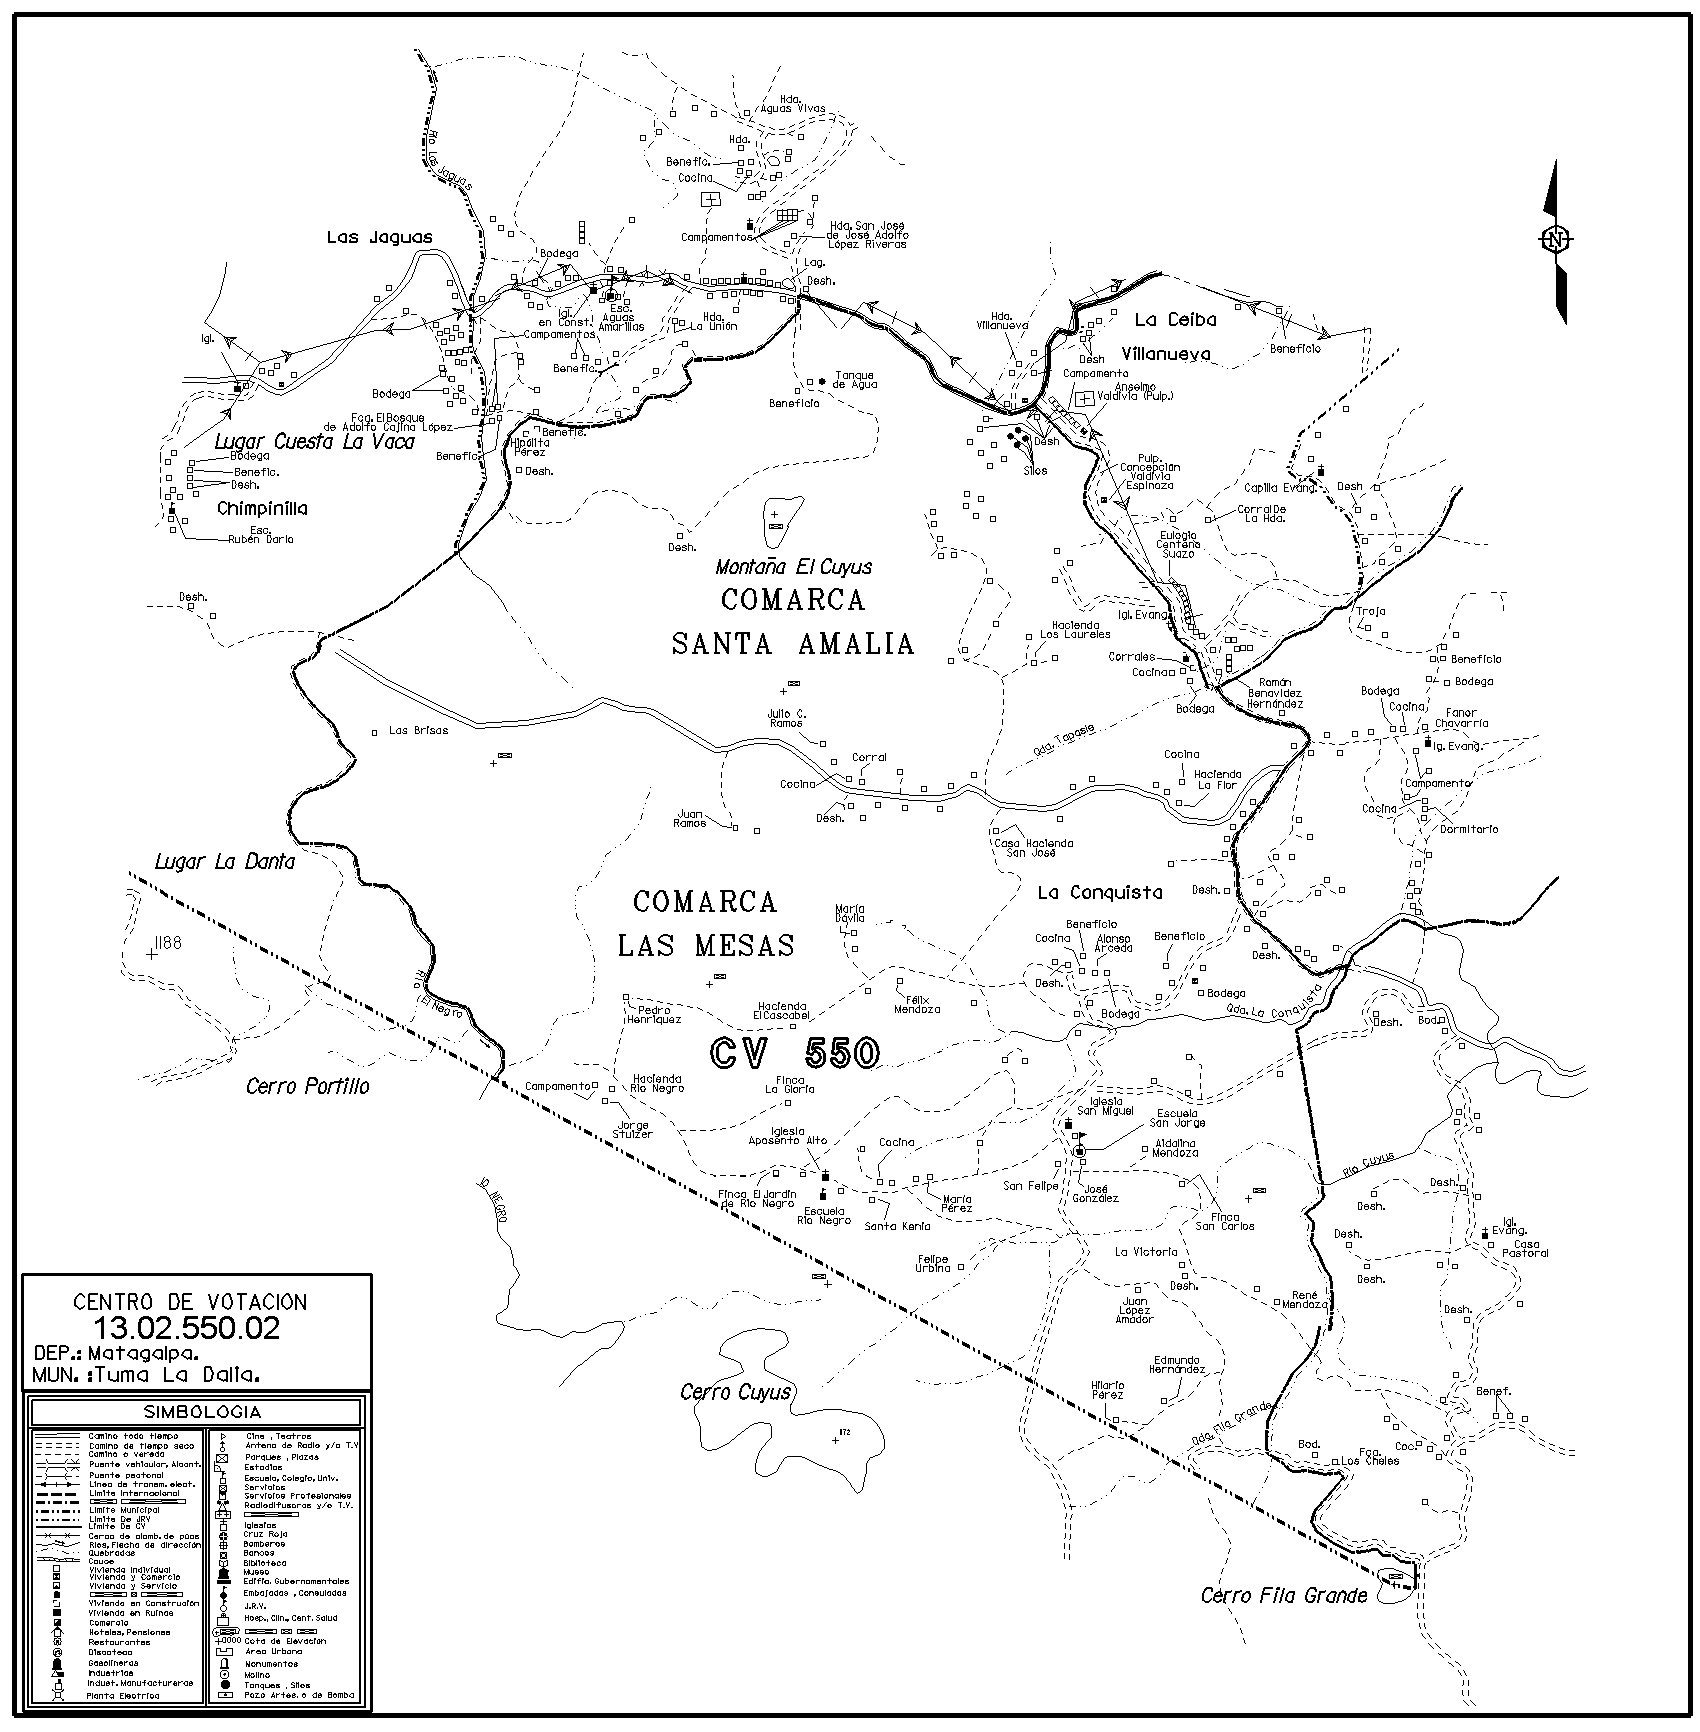 Hda.
Aguas Vivas
Hda.
Benefic.
Cocina
Río Las Jaguas
Campamentos
Hda. San José
de José Adolfo
López Riveras
Las Jaguas
Bodega
Lag.
Desh.
Igl.
en Const.
Esc.
Aguas
Amarillas
Hda.
La Unión
Campamentos
Igl.
Benefic.
Bodega
Tanque
de Agua
Beneficio
Hda.
Villanueva
La Ceiba
Villanueva
Beneficio
Desh
Campamento
Anselmo
Valdivia (Pulp.)
Fca. El Bosque
de Adolfo Cajina López
Benefic.
Hipólita
Pérez
Benefic.
Desh.
Lugar Cuesta La Vaca
Bodega
Benefic.
Desh.
Chimpinilla
Esc.
Rubén Darío
Desh
Silos
Pulp.
Concepción
Valdivia
Espinoza
Capilla Evang.
Desh
Corral De
La Hda.
Desh.
Eulogio
Centeno
Suazo
Montaña El Cuyus
COMARCA
SANTA AMALIA
Desh.
Igl. Evang.
Troja
Hacienda
Los Laureles
Corrales
Cocina
Beneficio
Bodega
Román
Benavidez
Hernández
Bodega
Bodega
Cocina
Fanor
Chavarría
Ig. Evang.
Las Brisas
Julio C.
Ramos
Qda. Tapasle
Corral
Cocina
Cocina
Hacienda
La Flor
Campamento
Cocina
Dormitorio
Juan
Ramos
Desh.
Casa Hacienda
San José
Lugar La Danta
La Conquista
Desh.
COMARCA
LAS MESAS
María
Dávila
Beneficio
Cocina
Alonso
Arceda
Beneficio
Desh.
1188
Río El Negro
Desh.
Bodega
Bodega
Qda. La Conquista
Desh.
Bod.
Pedro
Henríquez
Hacienda
El Cascabel
Félix
Mendoza
CV 550
Cerro Portillo
Campamento
Hacienda
Río Negro
Finca
La Gloria
Jorge
Stulzer
Iglesia
Aposento Alto
Cocina
Iglesia
San Miguel
Escuela
San Jorge
Aldalina
Mendoza
Río Cuyus
Finca El Jardín
de Río Negro
Escuela
Río Negro
Santa Kenia
María
Pérez
San Felipe
José
González
Finca
San Carlos
Desh.
Desh.
Igl.
Evang.
Casa
Pastoral
IO NEGRO
Felipe
Urbina
La Victoria
Desh.
Desh.
Desh.
Juan
López
Amador
René
Mendoza
Desh.
Cerro Cuyus
1172
Edmundo
Hernández
Hilario
Pérez
Qda. Fila Grande
Benef.
Bod.
Fca.
Los Cheles
Coc.
Cerro Fila Grande
N
CENTRO DE VOTACION
13.02.550.02
DEP.: Matagalpa.
MUN. :Tuma La Dalia.
SIMBOLOGIA
Camino todo tiempo
Camino de tiempo seco
Camino o vereda
Puente vehicular, Alcant.
Puente peatonal
Línea de transm. elect.
Límite Internacional
Límite Municipal
Límite De JRV
Límite De CV
Cerco de alamb. de púas
Ríos, Flecha de dirección
Quebradas
Cauce
Vivienda Individual
Vivienda y Comercio
Vivienda y Servicio
Vivienda en Construción
Vivienda en Ruinas
Comercio
Hoteles, Pensiones
Restaurantes
Discoteca
Gasolineras
Industrias
Indust. Manufactureras
Planta Electrica
Cine , Teatros
Antena de Radio y/o T.V
Parques , Plazas
Estadios
Escuela, Colegio, Univ.
Servicios
Servicios Profesionales
Radiodifusoras y/o T.V.
Iglesias
Cruz Roja
Bomberos
Bancos
Biblioteca
Museo
Edific. Gubernamentales
Embajadas , Consulados
J.R.V.
Hosp., Clín., Cent. Salud
Cota de Elevación
Area Urbana
Monumentos
Molino
Tanques , Silos
Pozo Artes. o de Bomba